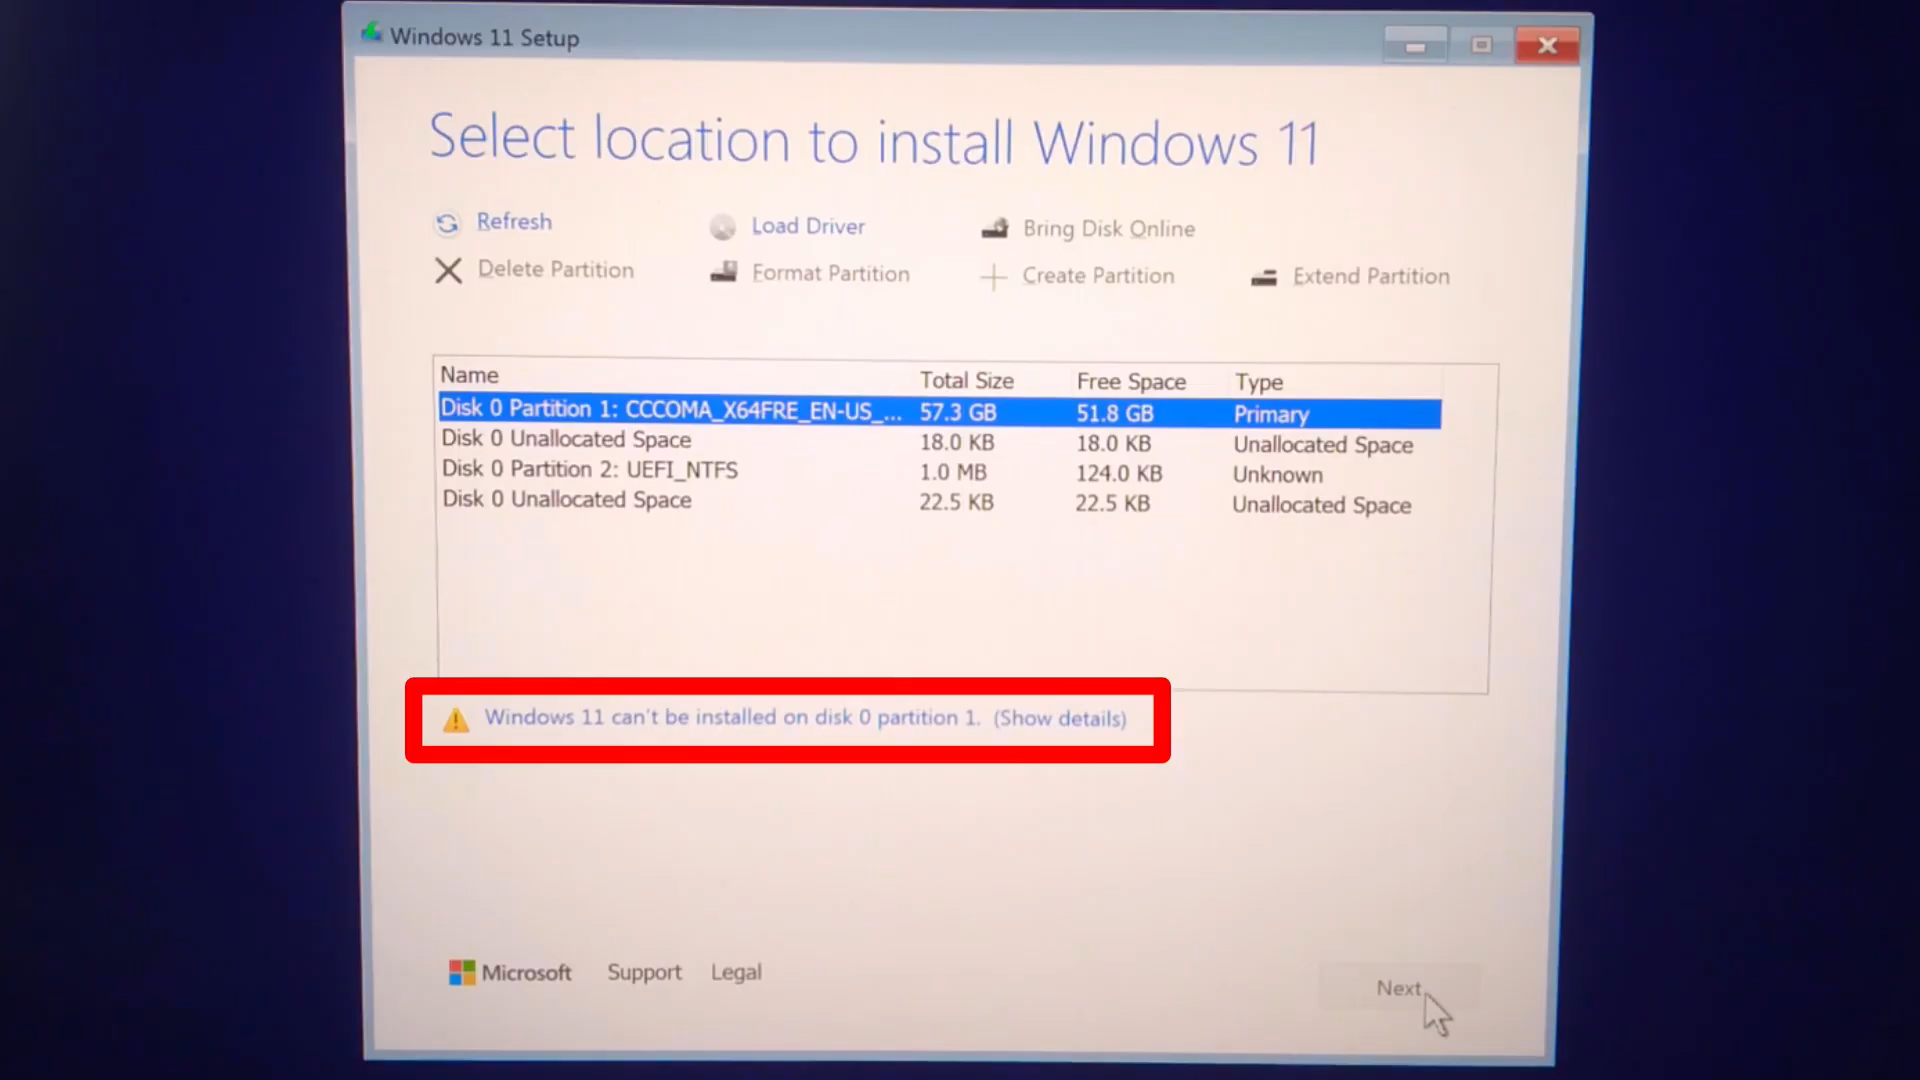 Windows 11 Setup
Select location to install Windows 11
Refresh
Load Driver
Bring Disk Online
Delete Partition
Format Partition
Create Partition
Extend Partition
Name Total Size Free Space Type
Disk 0 Partition 1: CCCOMA_X64FRE_EN-US_... 57.3 GB 51.8 GB Primary
Disk 0 Unallocated Space 18.0 KB 18.0 KB Unallocated Space
Disk 0 Partition 2: UEFI_NTFS 1.0 MB 124.0 KB Unknown
Disk 0 Unallocated Space 22.5 KB 22.5 KB Unallocated Space
Windows 11 can't be installed on disk 0 partition 1. (Show details)
Microsoft Support Legal
Next